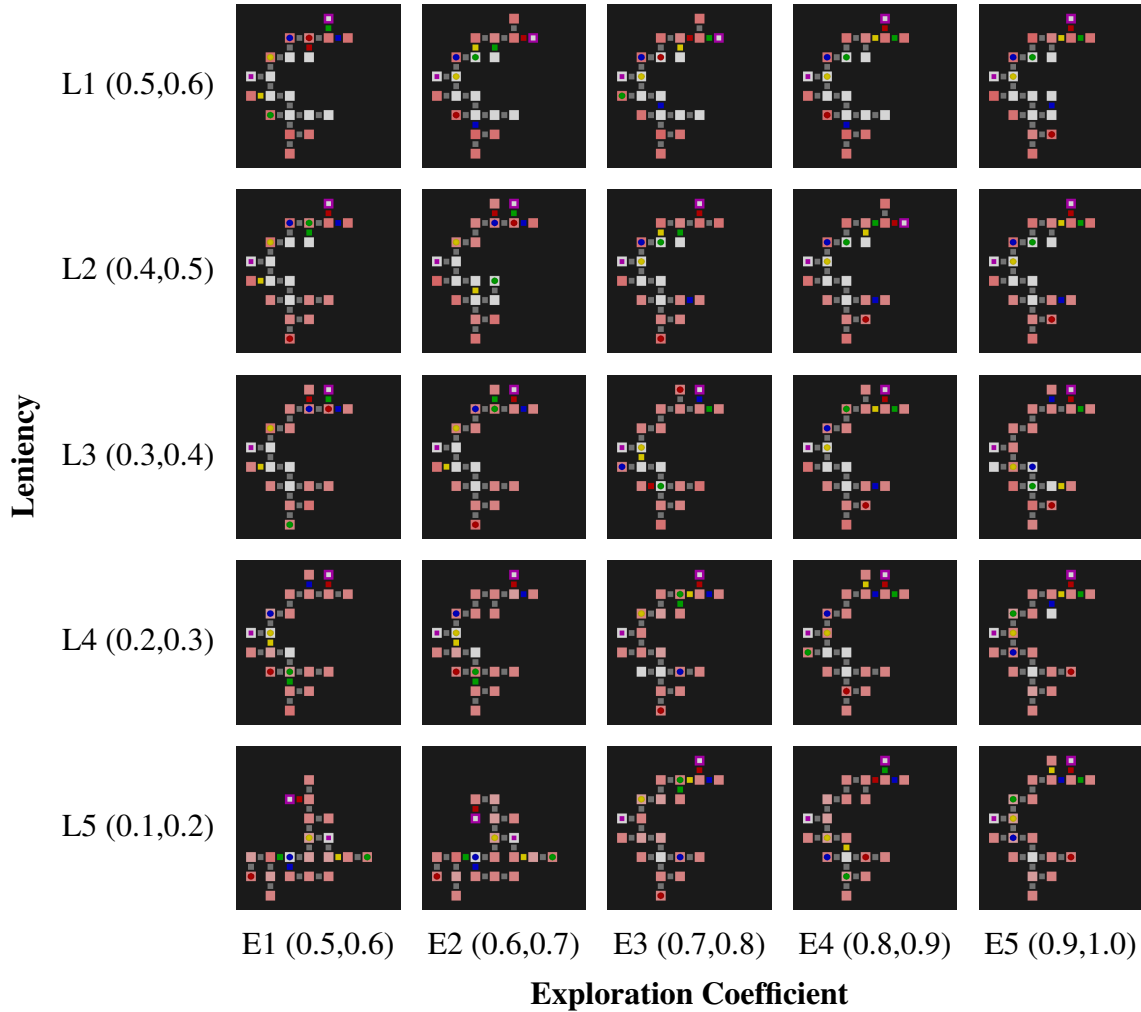 L1 (0.5,0.6)
L2 (0.4,0.5)
L3 (0.3,0.4)
L4 (0.2,0.3)
L5 (0.1,0.2)
Leniency
E1 (0.5,0.6)
E2 (0.6,0.7)
E3 (0.7,0.8)
E4 (0.8,0.9)
E5 (0.9,1.0)
Exploration Coefficient